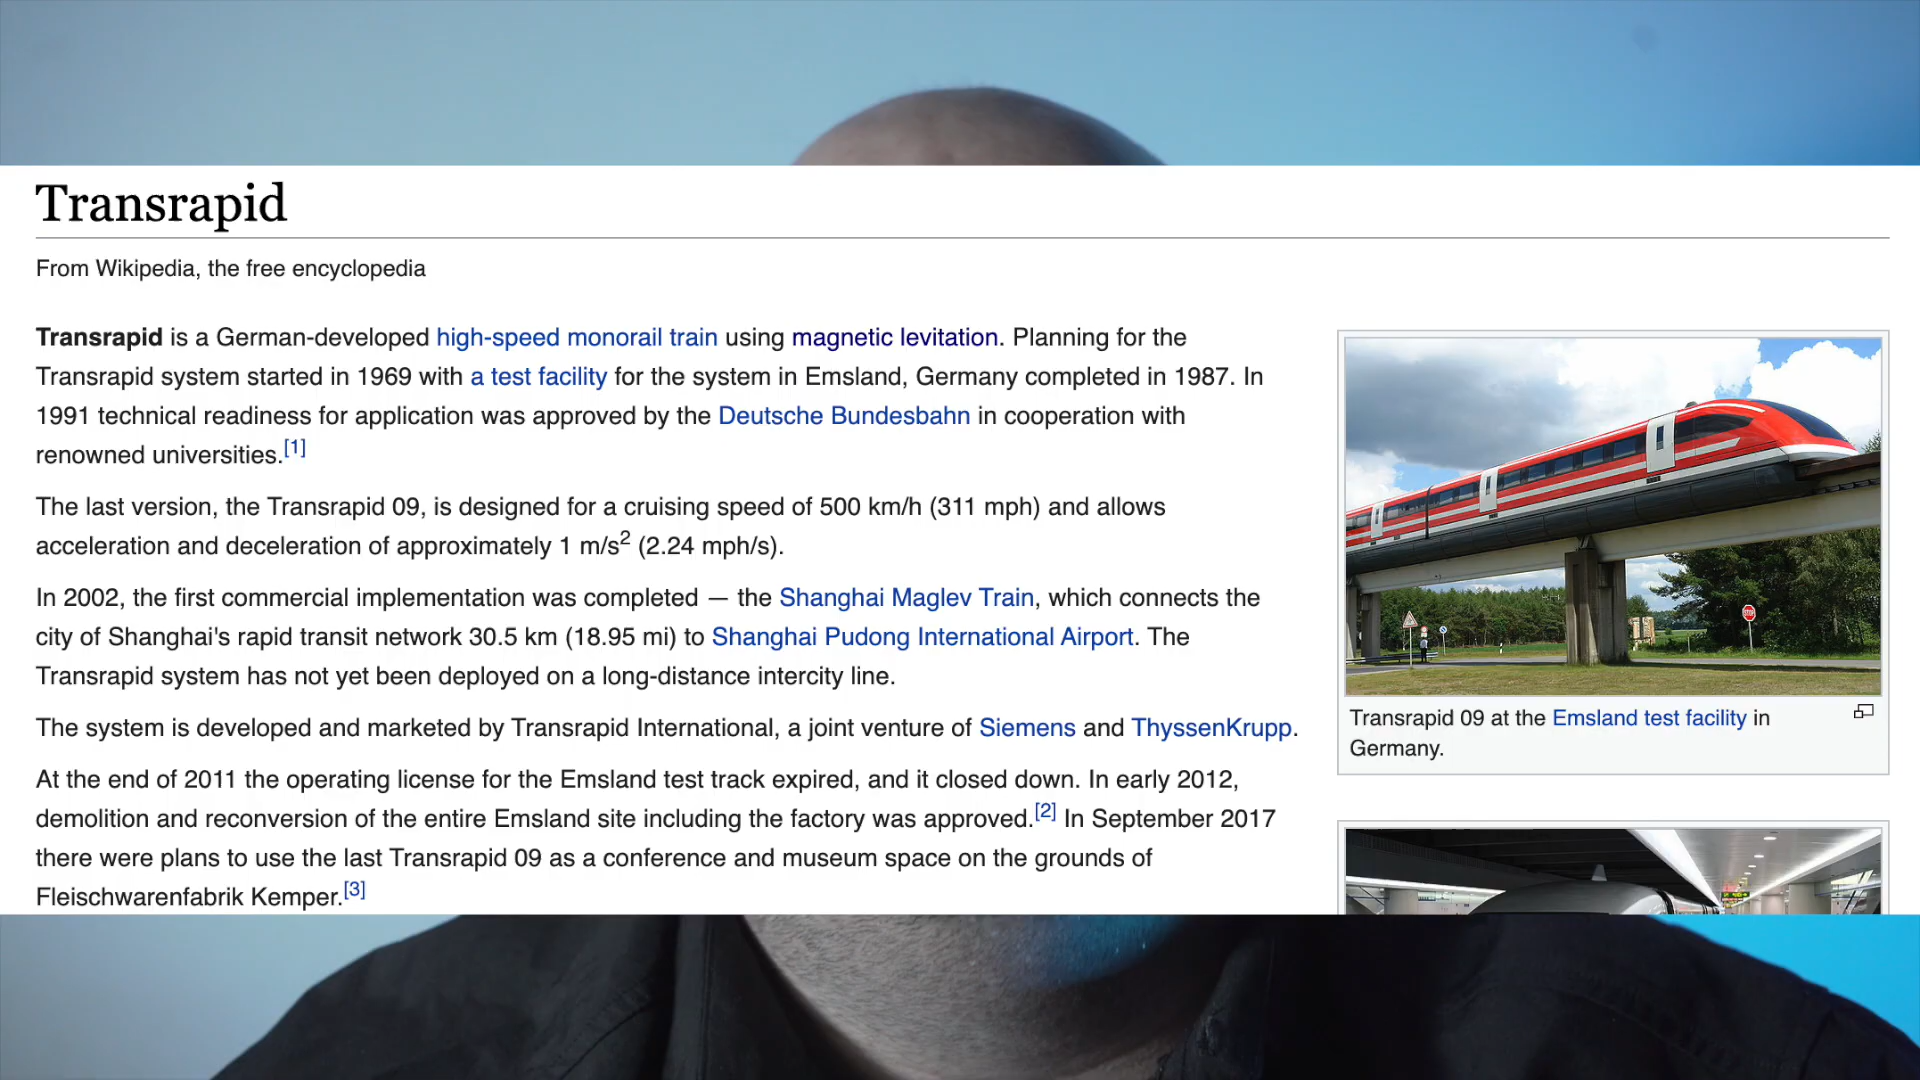 Transrapid
From Wikipedia, the free encyclopedia
Transrapid is a German-developed high-speed monorail train using magnetic levitation. Planning for the
Transrapid system started in 1969 with a test facility for the system in Emsland, Germany completed in 1987. In
1991 technical readiness for application was approved by the Deutsche Bundesbahn in cooperation with
renowned universities.[1]
The last version, the Transrapid 09, is designed for a cruising speed of 500 km/h (311 mph) and allows
acceleration and deceleration of approximately 1 m/s2 (2.24 mph/s).
In 2002, the first commercial implementation was completed — the Shanghai Maglev Train, which connects the
city of Shanghai's rapid transit network 30.5 km (18.95 mi) to Shanghai Pudong International Airport. The
Transrapid system has not yet been deployed on a long-distance intercity line.
The system is developed and marketed by Transrapid International, a joint venture of Siemens and ThyssenKrupp.
At the end of 2011 the operating license for the Emsland test track expired, and it closed down. In early 2012,
demolition and reconversion of the entire Emsland site including the factory was approved.[2] In September 2017
there were plans to use the last Transrapid 09 as a conference and museum space on the grounds of
Fleischwarenfabrik Kemper.[3]
STOP
Transrapid 09 at the Emsland test facility in
Germany.